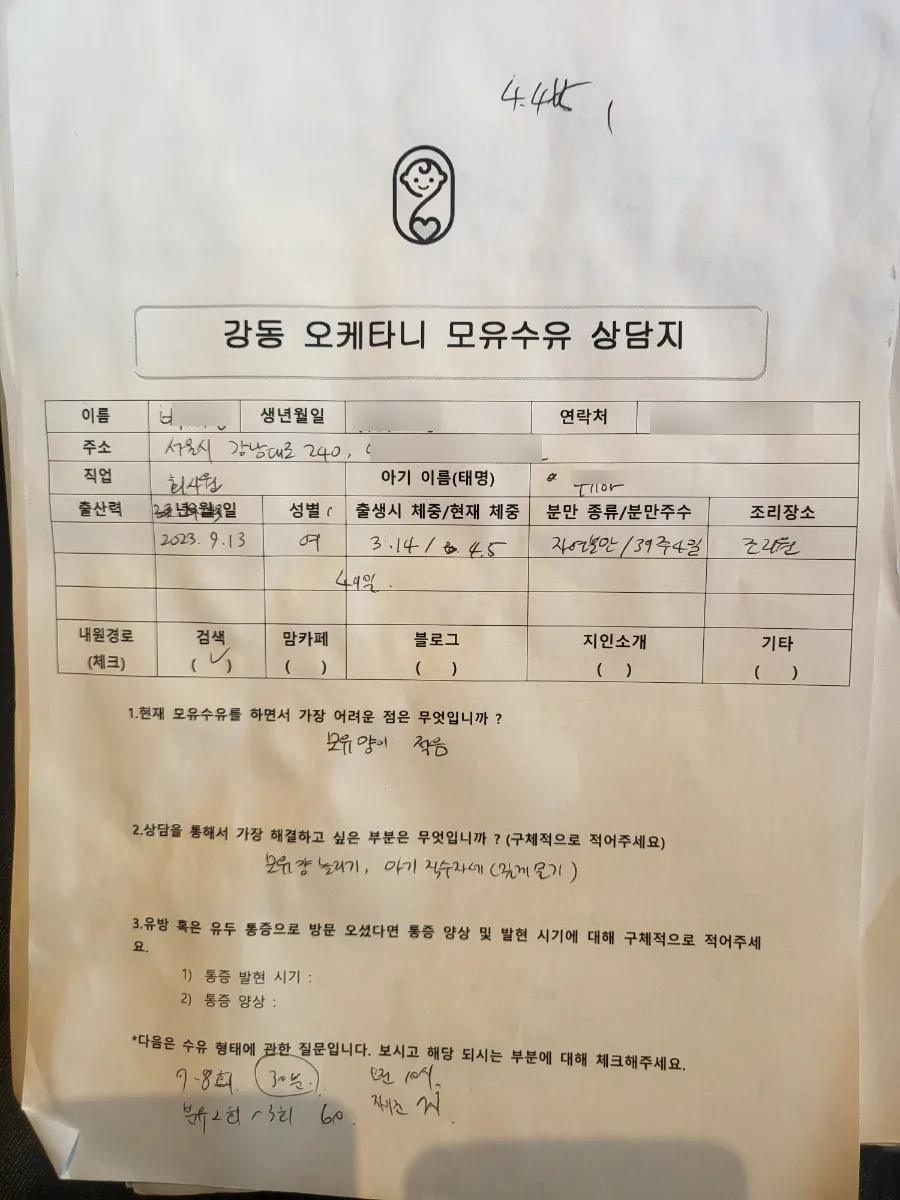 강동 오케타니 모유수유 상담지
이름 생년월일 연락처
주소 서울시 강남대로 240,
직업 회사원 아기 이름(태명)
출산력 년 월 일 성별 출생시 체중/현재 체중 분만 종류/분만주수 조리장소
2023. 9.13 여 3.14 / 4.5 자연분만/39주4일 조리원
49일.
내원경로 검색 맘카페 블로그 지인소개 기타
(체크) (✓) ( ) ( ) ( ) ( )
1.현재 모유수유를 하면서 가장 어려운 점은 무엇입니까 ?
모유양이 적음
2.상담을 통해서 가장 해결하고 싶은 부분은 무엇입니까 ? (구체적으로 적어주세요)
모유량 늘리기, 아기 직수자세 (깊게 물기)
3.유방 혹은 유두 통증으로 방문 오셨다면 통증 양상 및 발현 시기에 대해 구체적으로 적어주세
요.
1) 통증 발현 시기 :
2) 통증 양상 :
*다음은 수유 형태에 관한 질문입니다. 보시고 해당 되시는 부분에 대해 체크해주세요.
7-8회 30분. 10시.
분유 2회 ~ 3회 60.